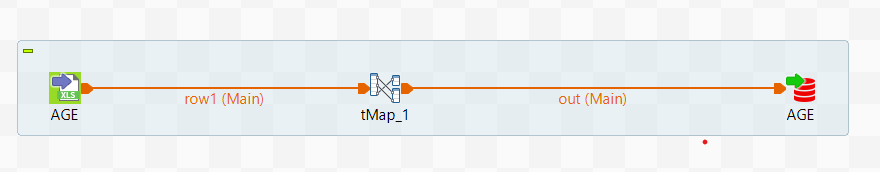 row1 (Main)
out (Main)
XLS
AGE
tMap_1
AGE